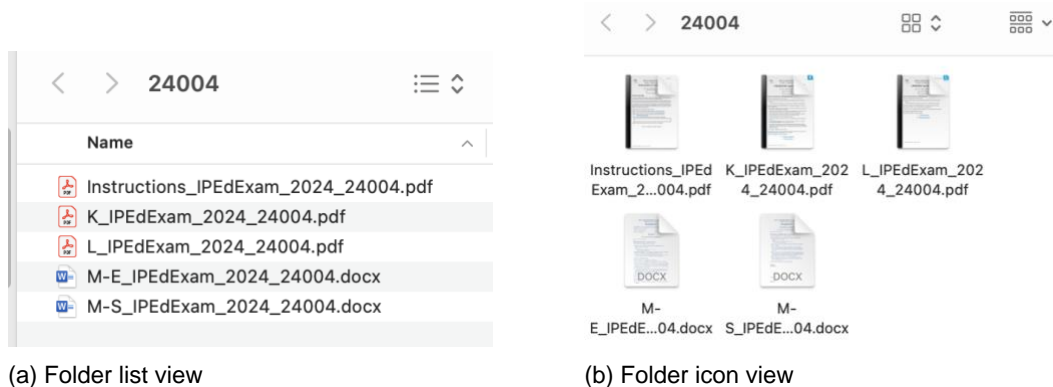 24004
Name
Instructions_IPEdExam_2024_24004.pdf
K_IPEdExam_2024_24004.pdf
L_IPEdExam_2024_24004.pdf
M-E_IPEdExam_2024_24004.docx
M-S_IPEdExam_2024_24004.docx
(a) Folder list view
24004
Instructions_IPEd
Exam_2...004.pdf
K_IPEdExam_202
4_24004.pdf
L_IPEdExam_202
4_24004.pdf
DOCX
DOCX
M-
E_IPEdE...04.docx
M-
S_IPEdE...04.docx
(b) Folder icon view